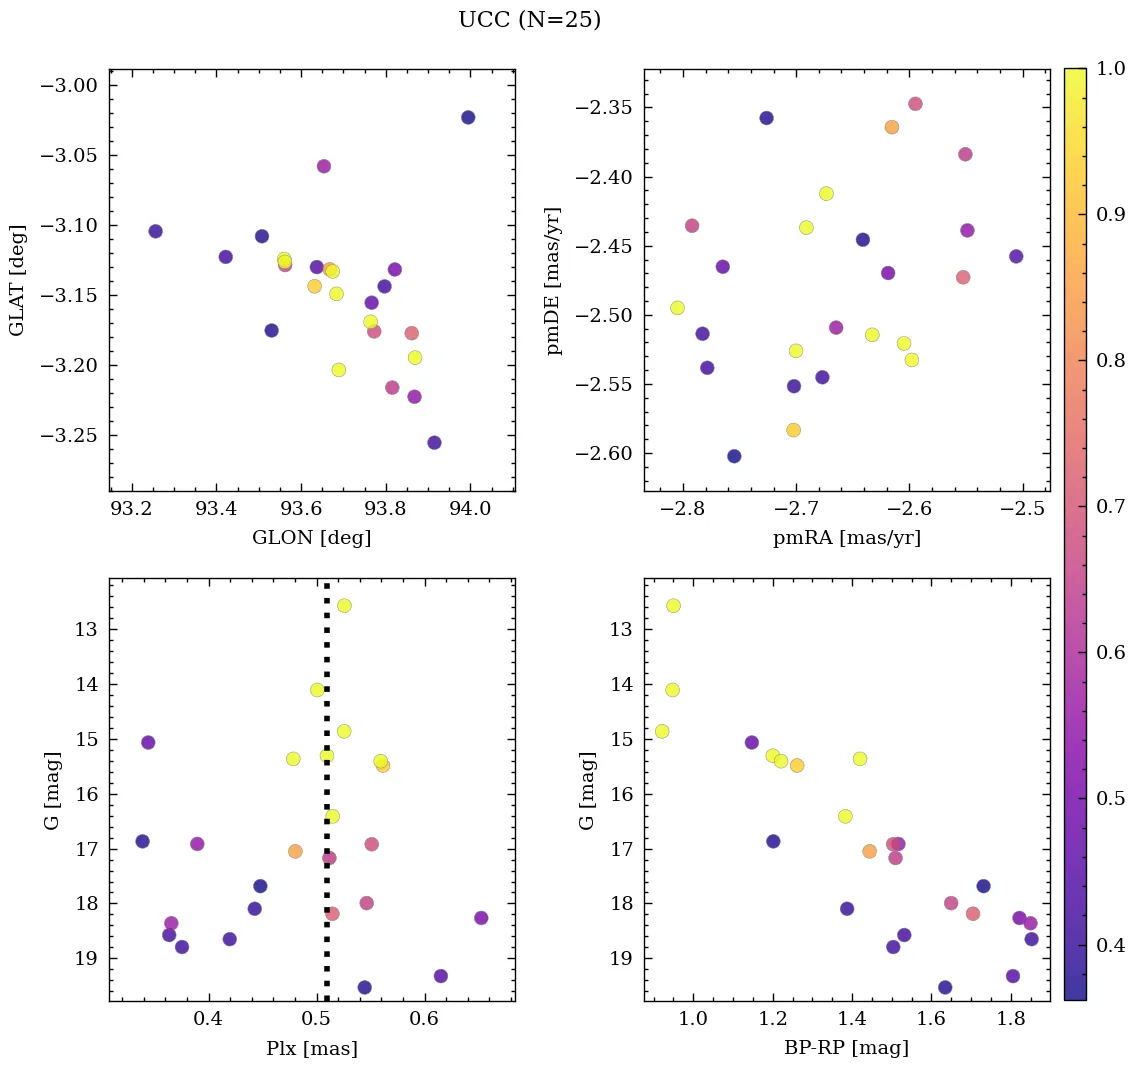 UCC (N=25)
−3.00
−3.05
−3.10
−3.15
−3.20
−3.25
GLAT [deg]
93.2 93.4 93.6 93.8 94.0
GLON [deg]
−2.35
−2.40
−2.45
−2.50
−2.55
−2.60
pmDE [mas/yr]
−2.8 −2.7 −2.6 −2.5
pmRA [mas/yr]
13
14
15
16
17
18
19
G [mag]
0.4 0.5 0.6
Plx [mas]
13
14
15
16
17
18
19
G [mag]
1.0 1.2 1.4 1.6 1.8
BP-RP [mag]
1.0
0.9
0.8
0.7
0.6
0.5
0.4